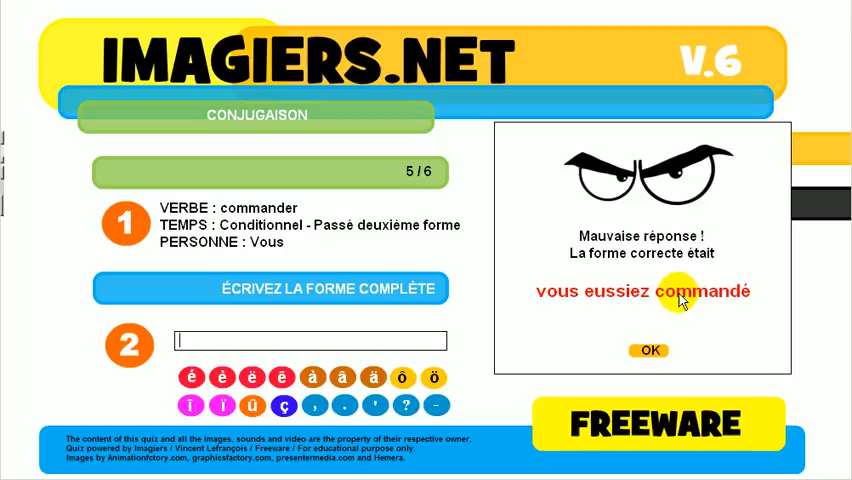 IMAGIERS.NET
V.6
CONJUGAISON
5 / 6
1
VERBE : commander
TEMPS : Conditionnel - Passé deuxiéme forme
PERSONNE : Vous
ÉCRIVEZ LA FORME COMPLÈTE
2
é è ë ê à â ä ô ö
î ï û ç , . ' ? -
Mauvaise réponse !
La forme correcte était
vous eussiez commandé
OK
FREEWARE
The content of this quiz and all the images, sounds and video are the property of their respective owner.
Quiz powered by Imagiers / Vincent Lefrançois / Freeware / For educational purpose only.
Images by Animationfctory.com, graphicsfactory.com, presentermedia.com and Hemera.